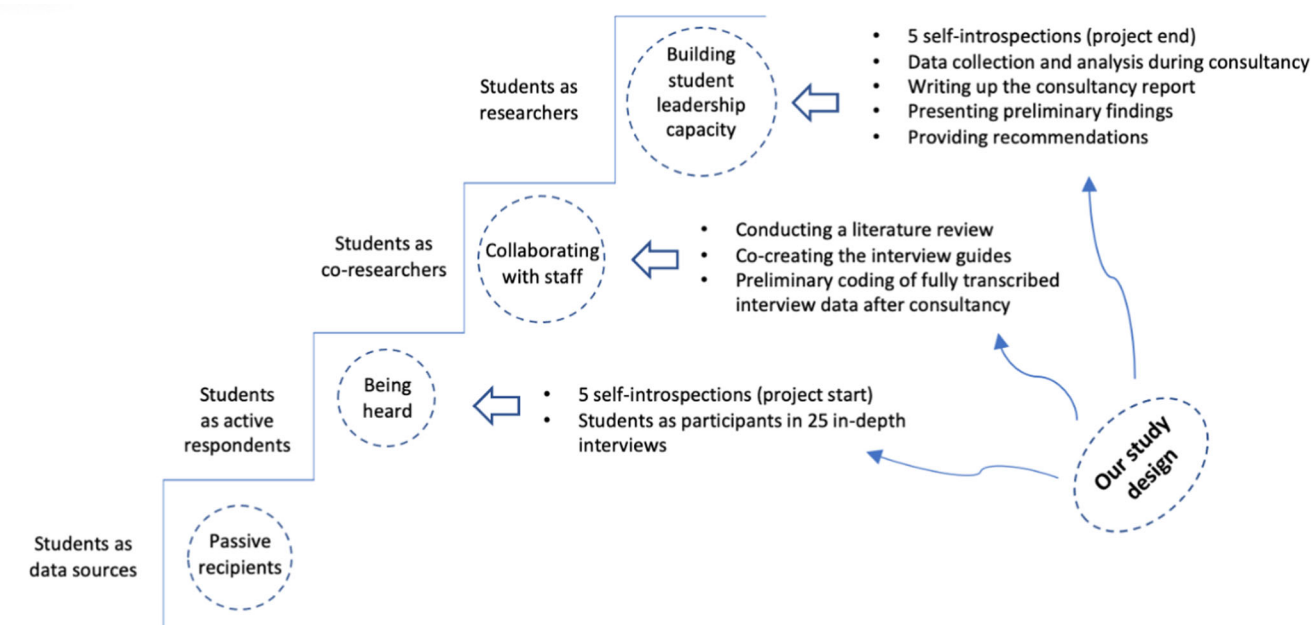 Students as
researchers
Building
student
leadership
capacity
• 5 self-introspections (project end)
• Data collection and analysis during consultancy
• Writing up the consultancy report
• Presenting preliminary findings
• Providing recommendations
Students as
co-researchers
Collaborating
with staff
• Conducting a literature review
• Co-creating the interview guides
• Preliminary coding of fully transcribed
interview data after consultancy
Students
as active
respondents
Being
heard
• 5 self-introspections (project start)
• Students as participants in 25 in-depth
interviews
Our study
design
Students as
data sources
Passive
recipients